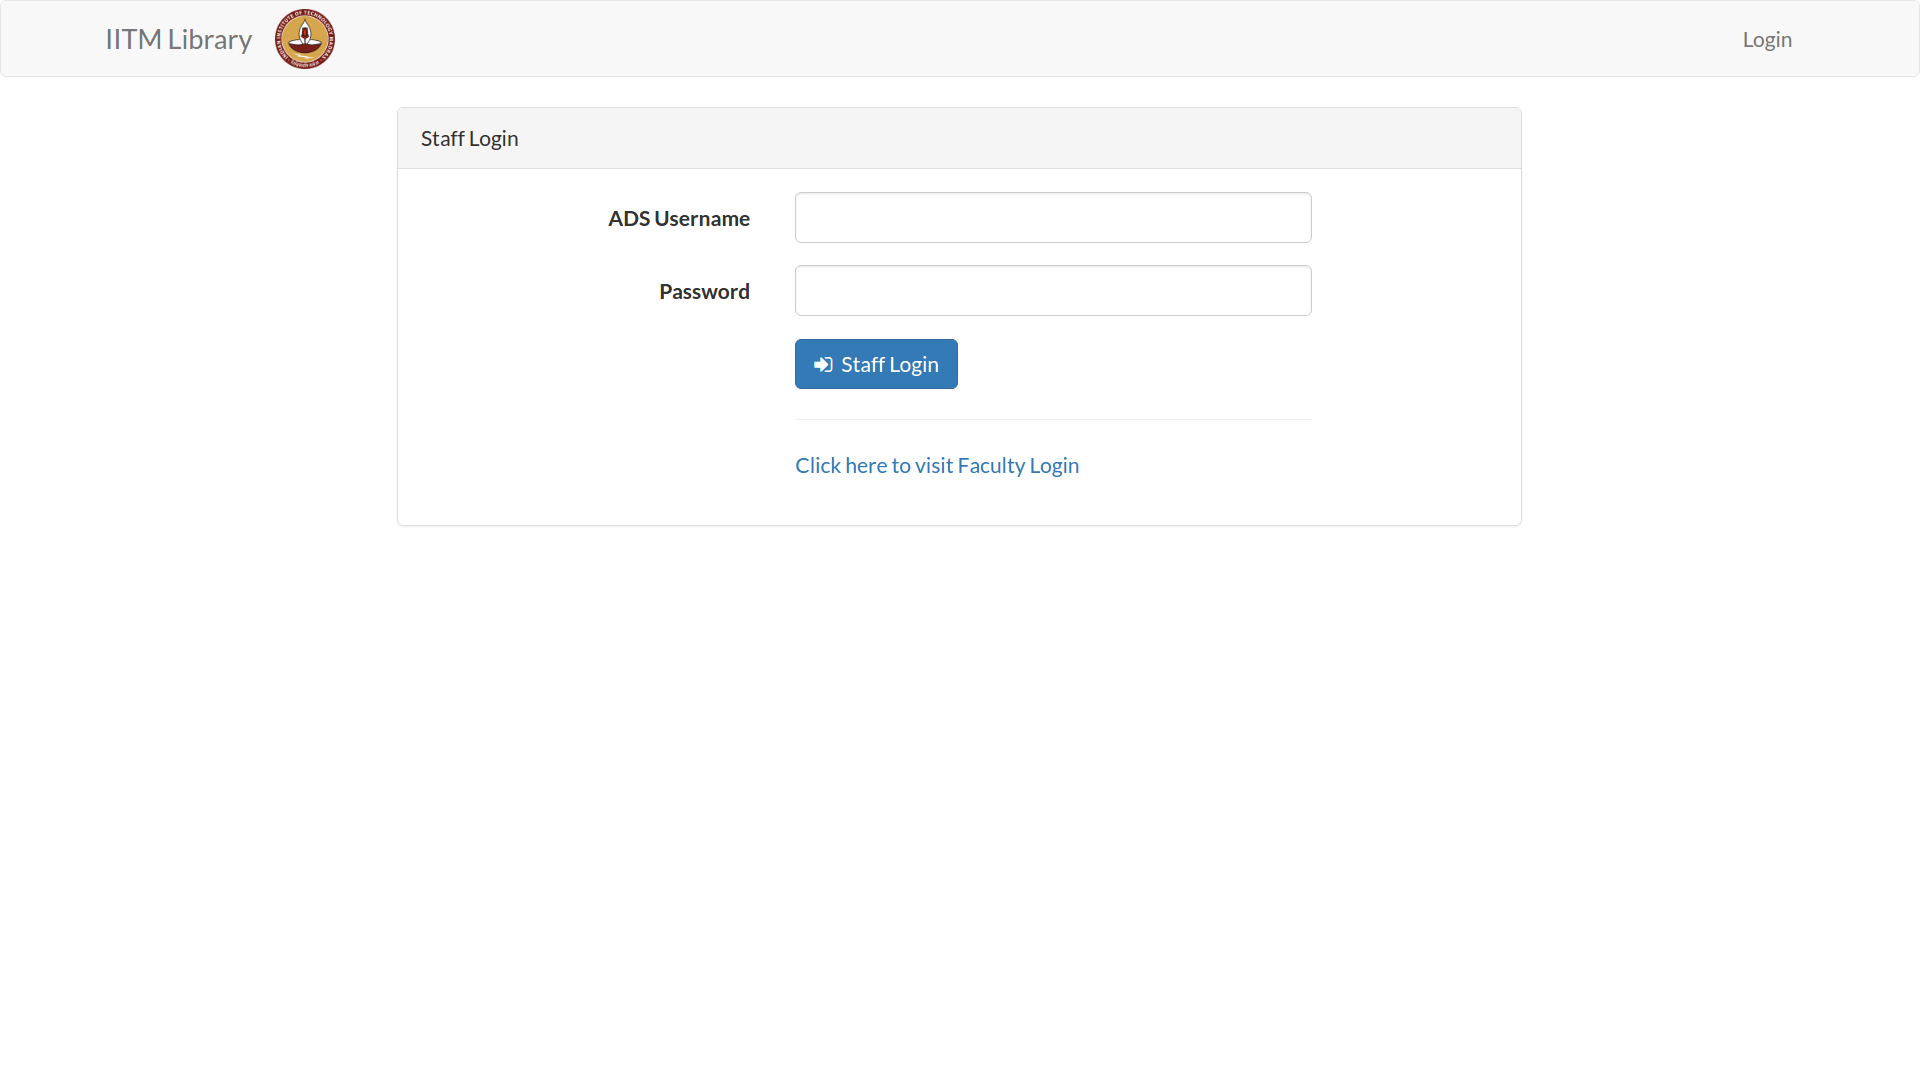 IITM Library
Login
Staff Login
ADS Username
Password
Staff Login
Click here to visit Faculty Login